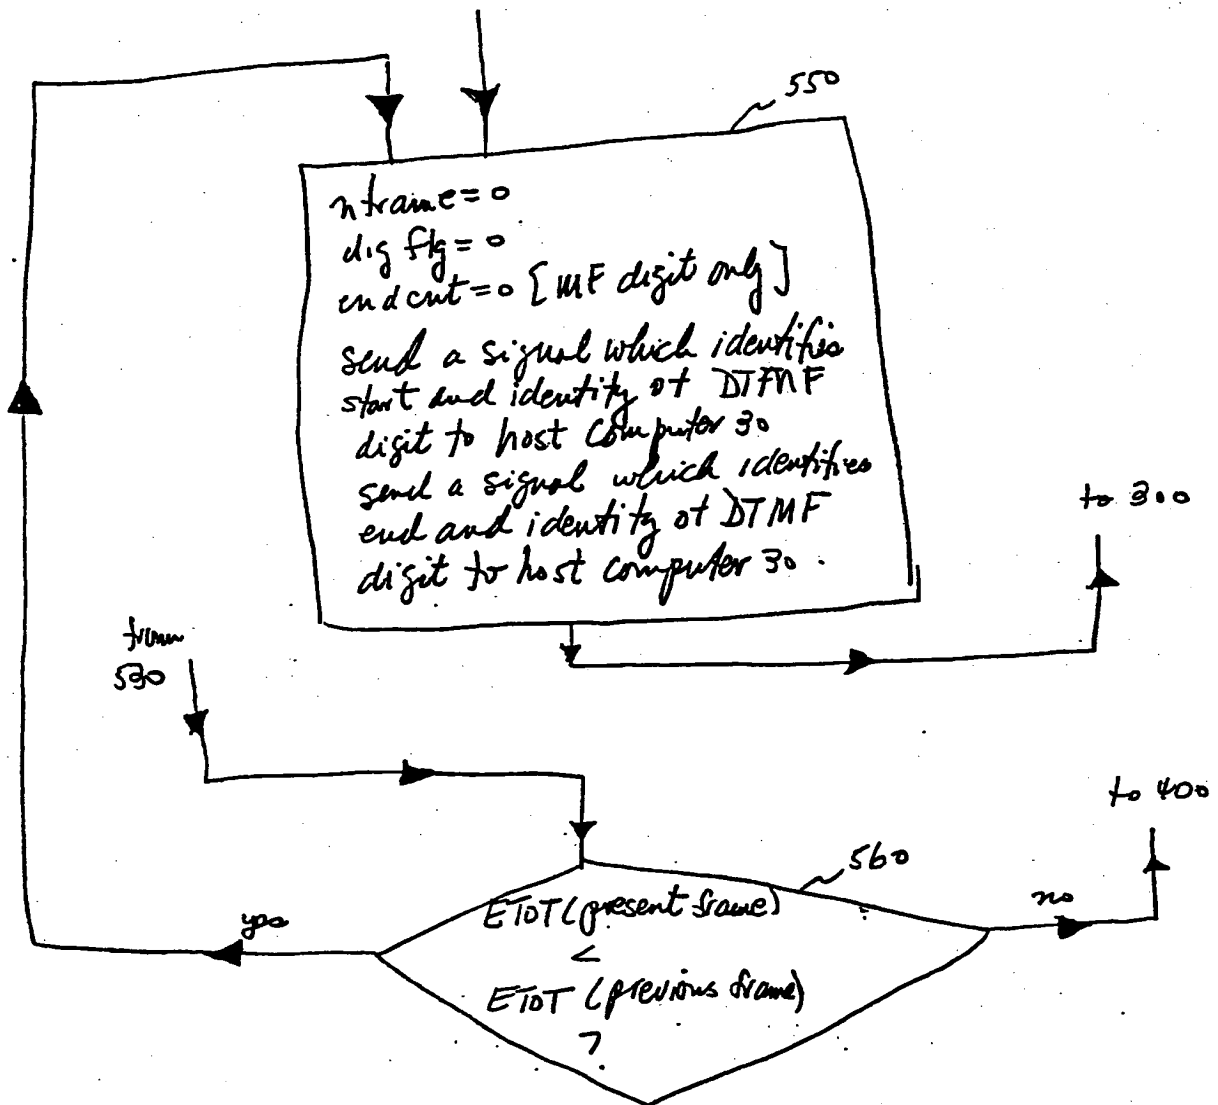 550
nframe=0
dig flg=0
endcnt=0 [MF digit only]
send a signal which identifies
start and identity of DTMF
digit to host computer 30
send a signal which identifies
end and identity of DTMF
digit to host computer 30.
to 300
from
530
to 400
560
yes
ETOT (present frame)
<
ETOT (previous frame)
?
no